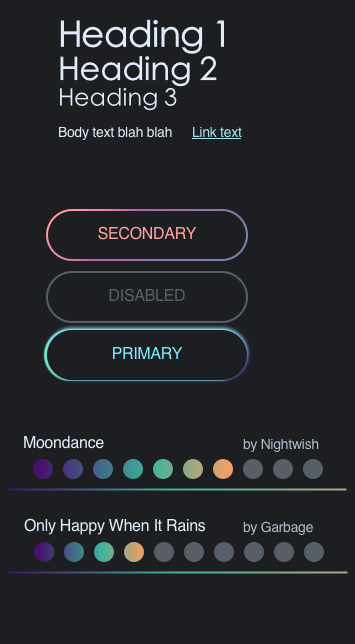 Heading 1
Heading 2
Heading 3
Body text blah blah Link text
SECONDARY
DISABLED
PRIMARY
Moondance by Nightwish
Only Happy When It Rains by Garbage